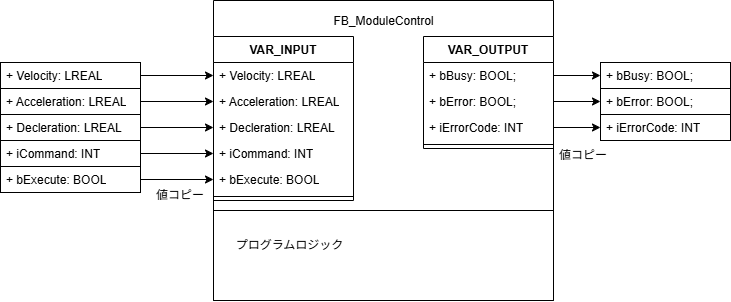 FB_ModuleControl
VAR_INPUT
VAR_OUTPUT
+ Velocity: LREAL
+ Acceleration: LREAL
+ Decleration: LREAL
+ iCommand: INT
+ bExecute: BOOL
値コピー
+ Velocity: LREAL
+ Acceleration: LREAL
+ Decleration: LREAL
+ iCommand: INT
+ bExecute: BOOL
+ bBusy: BOOL;
+ bError: BOOL;
+ iErrorCode: INT
値コピー
+ bBusy: BOOL;
+ bError: BOOL;
+ iErrorCode: INT
プログラムロジック